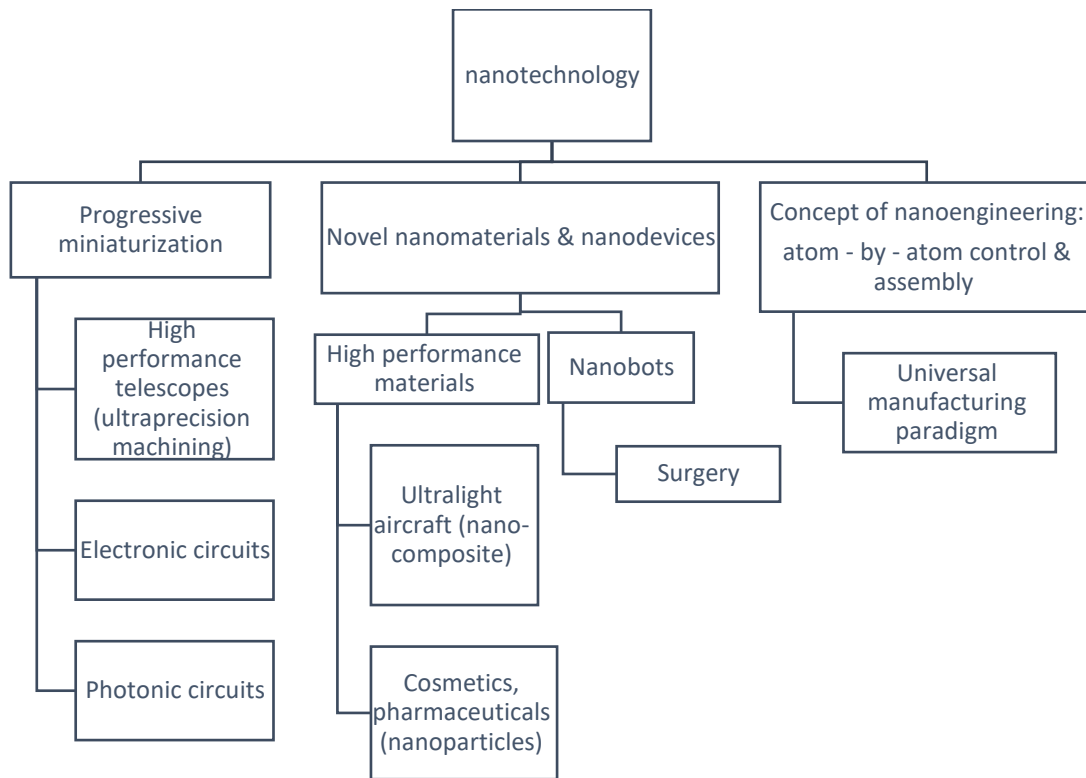 nanotechnology
Progressive
miniaturization
Novel nanomaterials & nanodevices
Concept of nanoengineering:
atom - by - atom control &
assembly
High
performance
telescopes
(ultraprecision
machining)
Electronic circuits
Photonic circuits
High performance
materials
Nanobots
Ultralight
aircraft (nano-
composite)
Cosmetics,
pharmaceuticals
(nanoparticles)
Surgery
Universal
manufacturing
paradigm